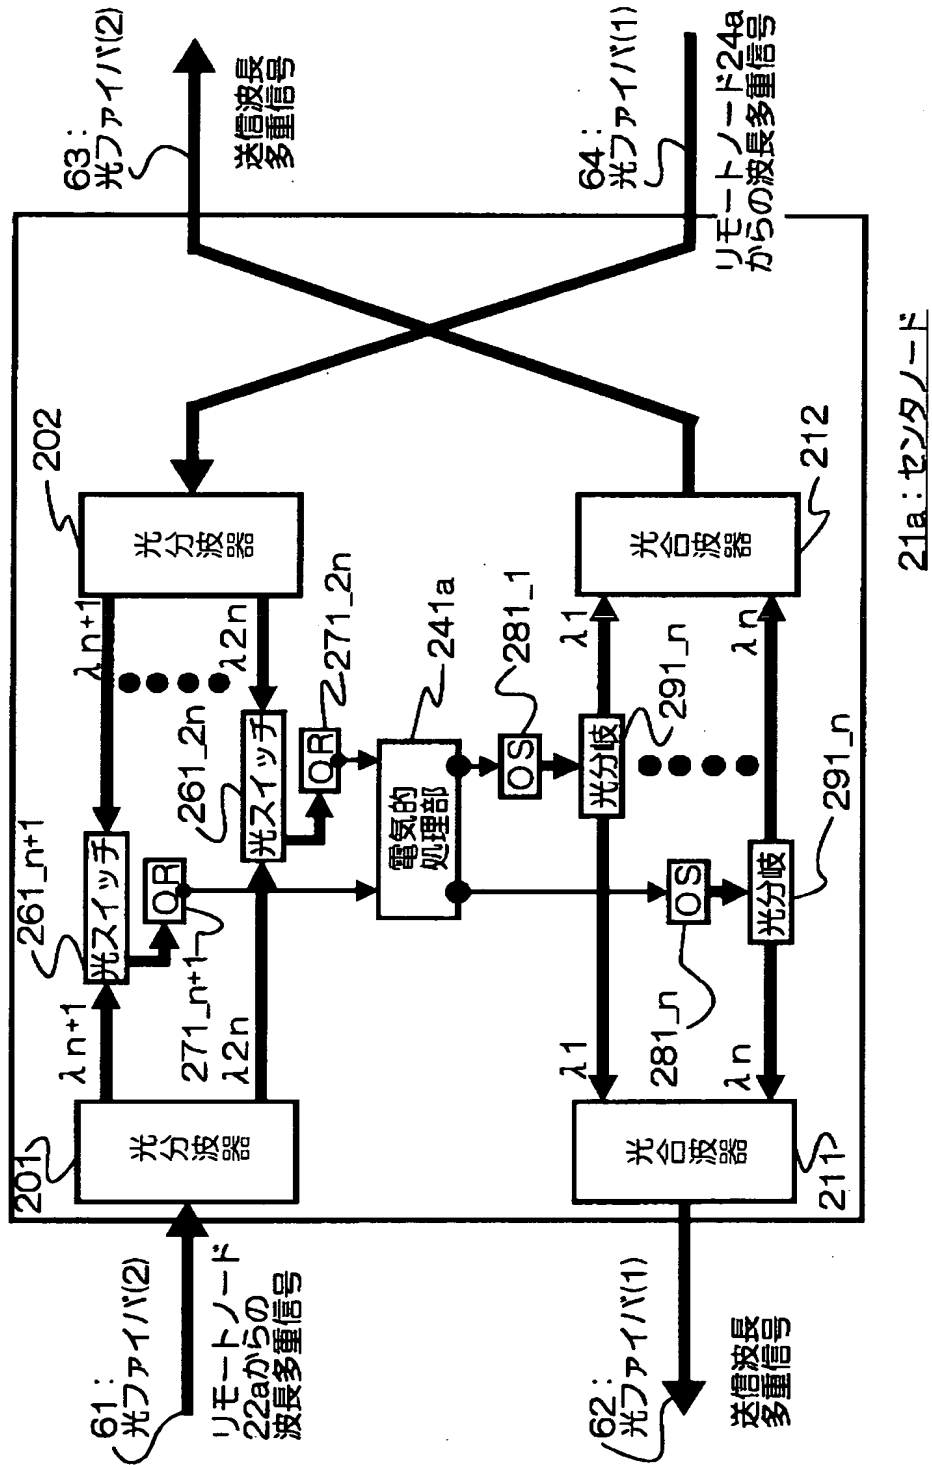 61:
光ファイバ(2)
リモートノード
22aからの
波長多重信号
62:
光ファイバ(1)
送信波長
多重信号
201
光分波器
λn+1
λ2n
261_n+1
光スイッチ
OR
271_n+1
261_2n
光スイッチ
OR
271_2n
λn+1
λ2n
202
光分波器
電気的
処理部
241a
OS
281_1
OS
281_n
光分岐
291_n
光分岐
291_n
λ1
λn
λ1
λn
光合波器
211
光合波器
212
63:
光ファイバ(2)
送信波長
多重信号
64:
光ファイバ(1)
リモートノード24a
からの波長多重信号
21a:センタノード